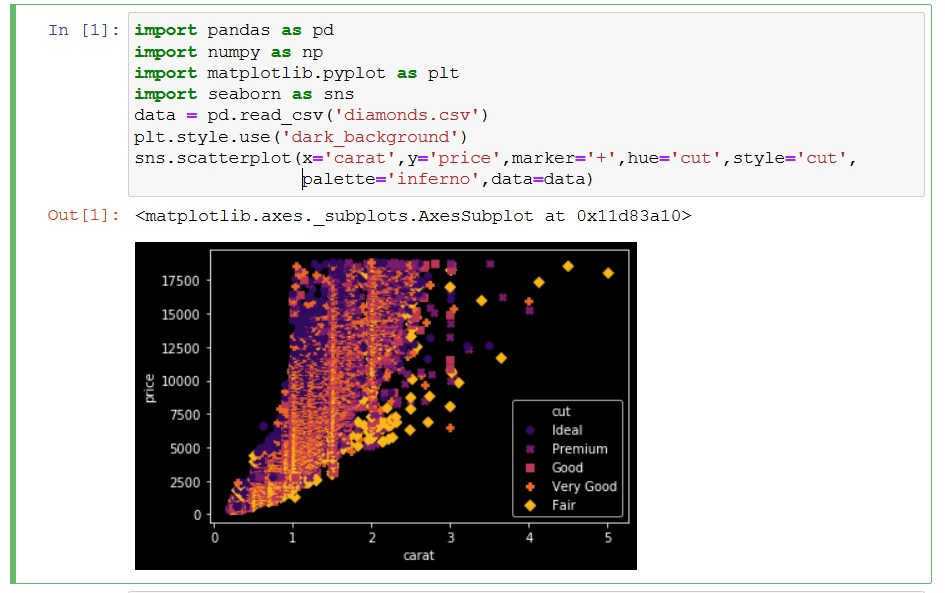 In [1]: import pandas as pd
import numpy as np
import matplotlib.pyplot as plt
import seaborn as sns
data = pd.read_csv('diamonds.csv')
plt.style.use('dark_background')
sns.scatterplot(x='carat',y='price',marker='+',hue='cut',style='cut',
palette='inferno',data=data)
Out[1]: <matplotlib.axes._subplots.AxesSubplot at 0x11d83a10>
17500
15000
12500
10000
7500
5000
2500
0
price
cut
Ideal
Premium
Good
Very Good
Fair
0 1 2 3 4 5
carat